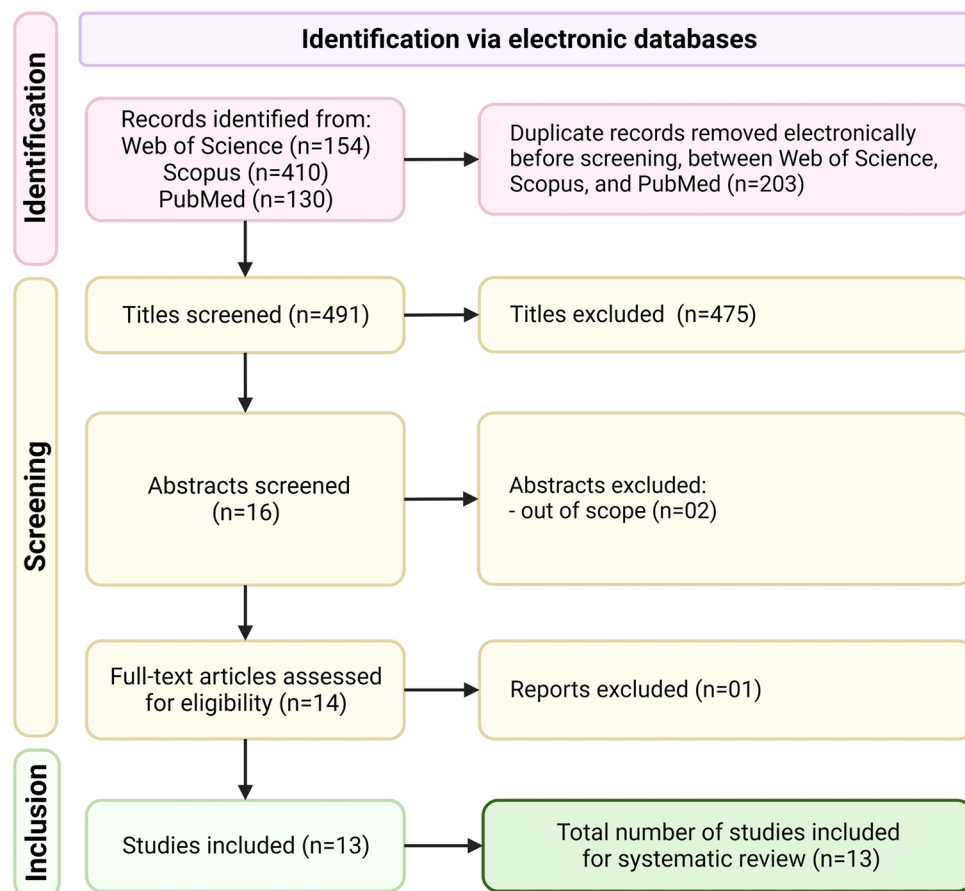 Identification via electronic databases
Identification
Records identified from:
Web of Science (n=154)
Scopus (n=410)
PubMed (n=130)
Duplicate records removed electronically
before screening, between Web of Science,
Scopus, and PubMed (n=203)
Screening
Titles screened (n=491)
Titles excluded  (n=475)
Abstracts screened
(n=16)
Abstracts excluded:
- out of scope (n=02)
Full-text articles assessed
for eligibility (n=14)
Reports excluded (n=01)
Inclusion
Studies included (n=13)
Total number of studies included
for systematic review (n=13)